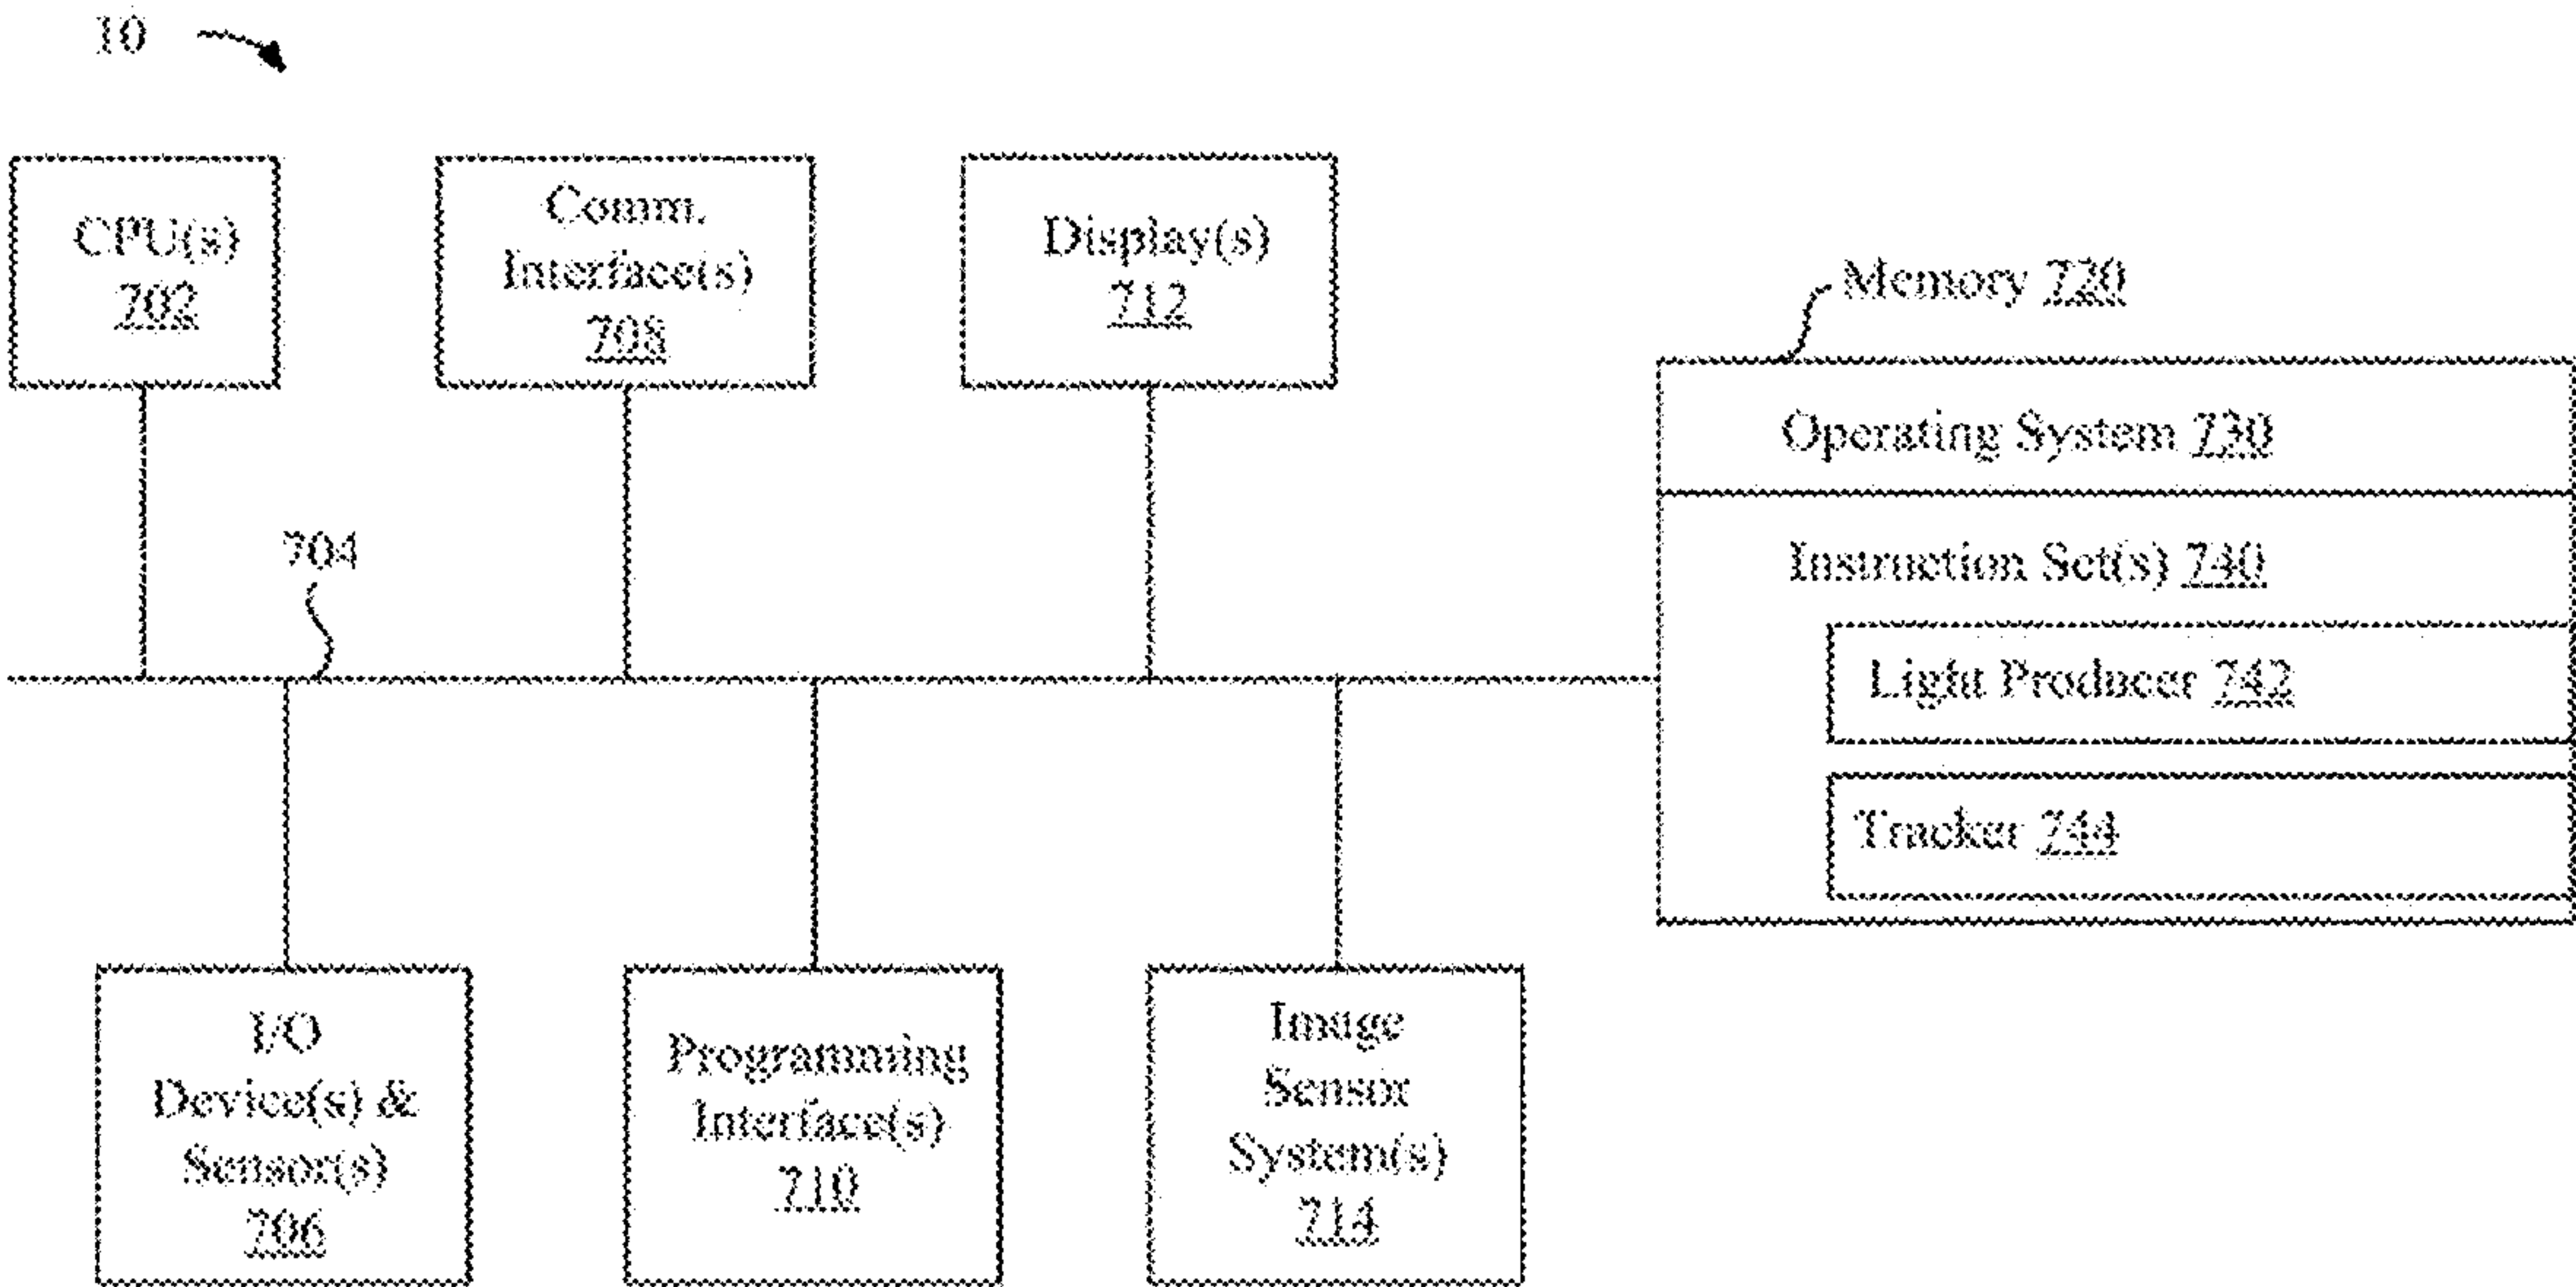 10
CPU(s)
702
Comm.
Interface(s)
708
Display(s)
712
Memory 720
Operating System 730
Instruction Set(s) 740
Light Producer 742
Tracker 744
704
I/O
Device(s) &
Sensor(s)
706
Programming
Interface(s)
710
Image
Sensor
System(s)
714